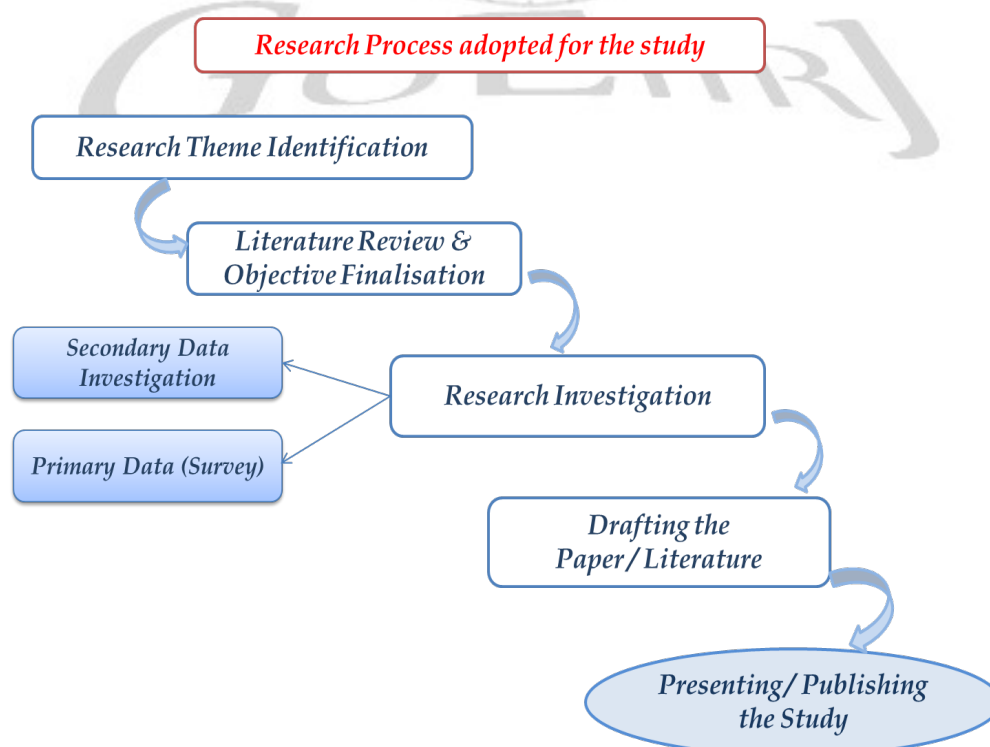 Research Process adopted for the study
GOEIIRJ
Research Theme Identification
Literature Review &
Objective Finalisation
Secondary Data
Investigation
Research Investigation
Primary Data (Survey)
Drafting the
Paper / Literature
Presenting/ Publishing
the Study